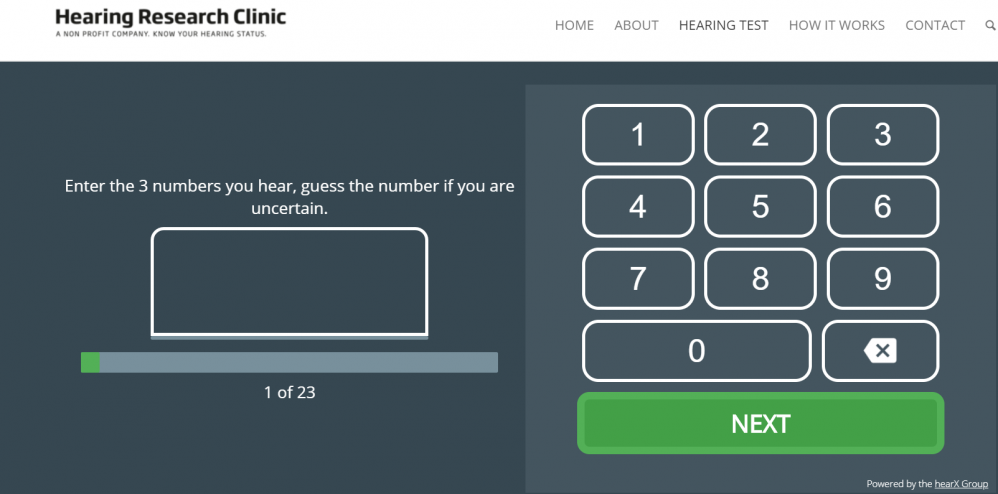 Hearing Research Clinic
A NON PROFIT COMPANY. KNOW YOUR HEARING STATUS.
HOME ABOUT HEARING TEST HOW IT WORKS CONTACT
Enter the 3 numbers you hear, guess the number if you are
uncertain.
1 of 23
1 2 3
4 5 6
7 8 9
0
NEXT
Powered by the hearX Group